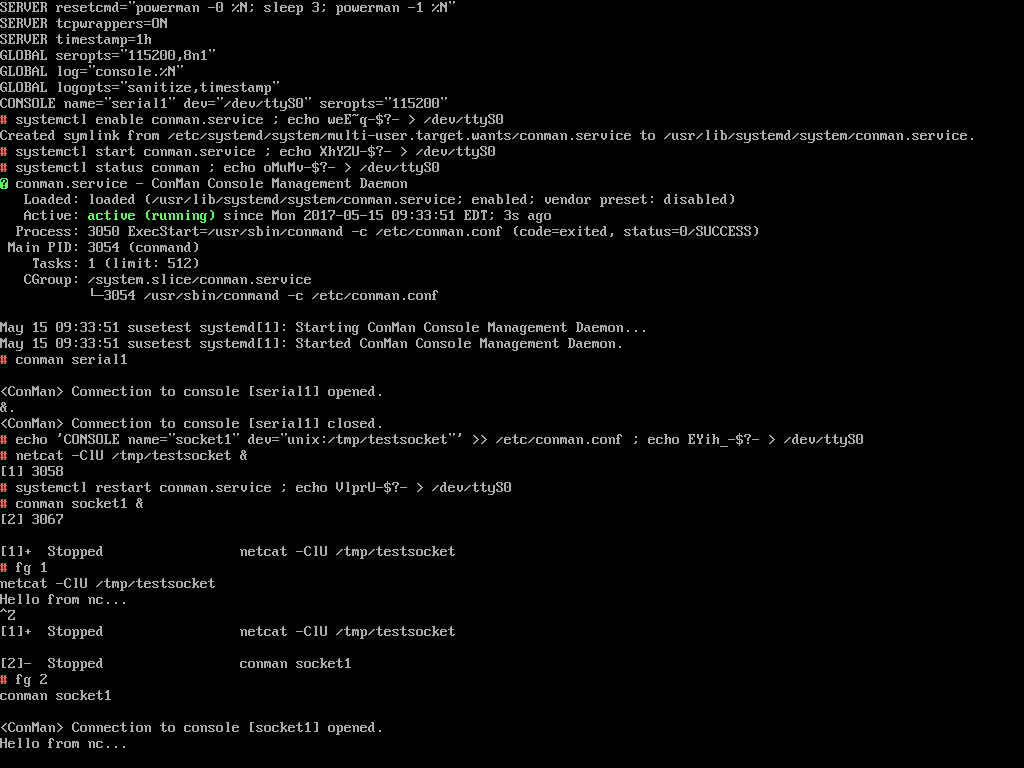 SERVER resetcmd="powerman -0 %N; sleep 3; powerman -1 %N"
SERVER tcpwrappers=ON
SERVER timestamp=1h
GLOBAL seropts="115200,8n1"
GLOBAL log="console.%N"
GLOBAL logopts="sanitize,timestamp"
CONSOLE name="serial1" dev="/dev/ttyS0" seropts="115200"
# systemctl enable conman.service ; echo weE~q-$?- > /dev/ttyS0
Created symlink from /etc/systemd/system/multi-user.target.wants/conman.service to /usr/lib/systemd/system/conman.service.
# systemctl start conman.service ; echo XhYZU-$?- > /dev/ttyS0
# systemctl status conman ; echo oMuMv-$?- > /dev/ttyS0
? conman.service - ConMan Console Management Daemon
   Loaded: loaded (/usr/lib/systemd/system/conman.service; enabled; vendor preset: disabled)
   Active: active (running) since Mon 2017-05-15 09:33:51 EDT; 3s ago
  Process: 3050 ExecStart=/usr/sbin/conmand -c /etc/conman.conf (code=exited, status=0/SUCCESS)
 Main PID: 3054 (conmand)
    Tasks: 1 (limit: 512)
   CGroup: /system.slice/conman.service
           └─3054 /usr/sbin/conmand -c /etc/conman.conf
May 15 09:33:51 susetest systemd[1]: Starting ConMan Console Management Daemon...
May 15 09:33:51 susetest systemd[1]: Started ConMan Console Management Daemon.
# conman serial1
<ConMan> Connection to console [serial1] opened.
&.
<ConMan> Connection to console [serial1] closed.
# echo 'CONSOLE name="socket1" dev="unix:/tmp/testsocket"' >> /etc/conman.conf ; echo EYih_-$?- > /dev/ttyS0
# netcat -ClU /tmp/testsocket &
[1] 3058
# systemctl restart conman.service ; echo VlprU-$?- > /dev/ttyS0
# conman socket1 &
[2] 3067
[1]+  Stopped                 netcat -ClU /tmp/testsocket
# fg 1
netcat -ClU /tmp/testsocket
Hello from nc...
^Z
[1]+  Stopped                 netcat -ClU /tmp/testsocket
[2]-  Stopped                 conman socket1
# fg 2
conman socket1
<ConMan> Connection to console [socket1] opened.
Hello from nc...